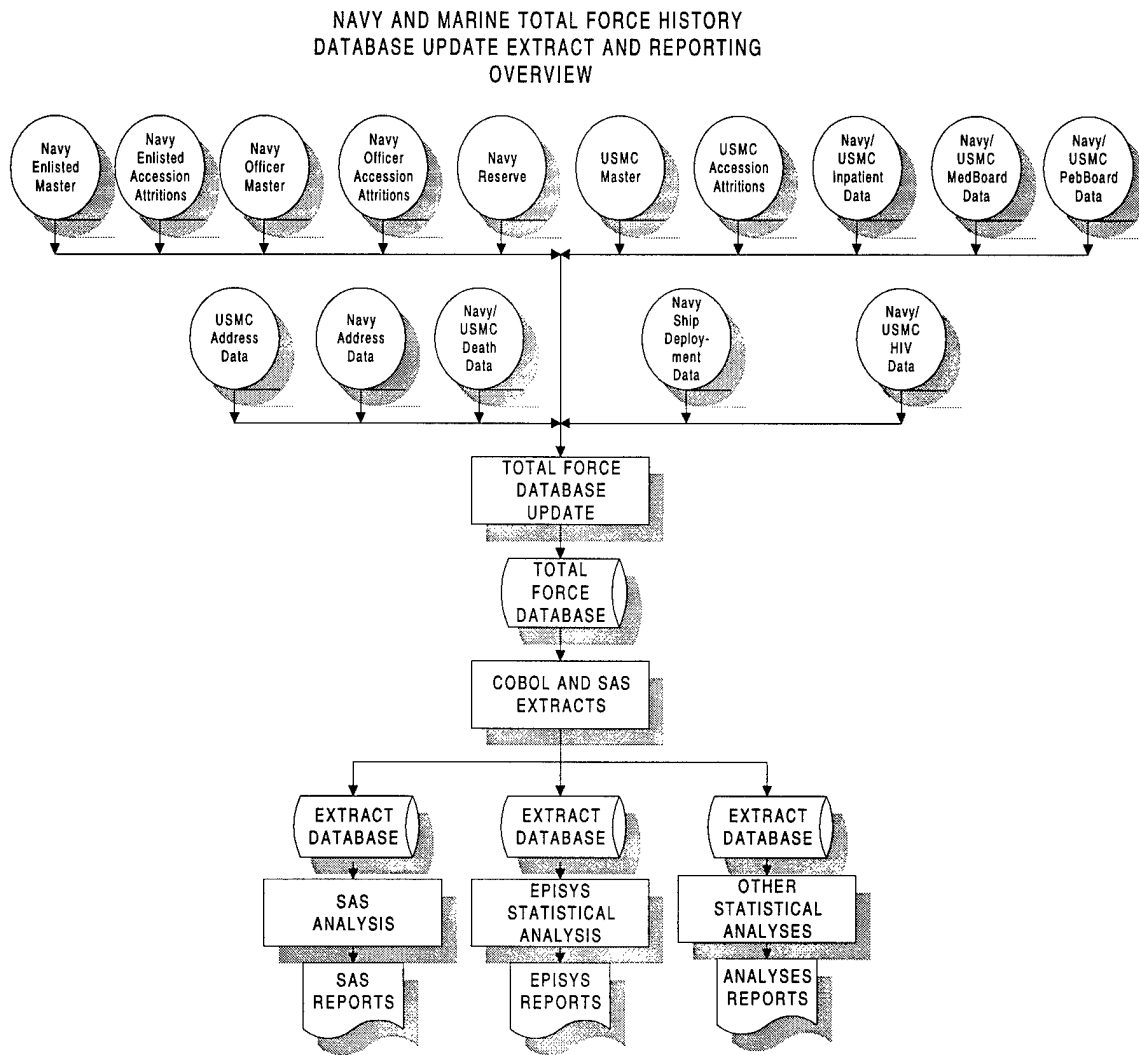 NAVY AND MARINE TOTAL FORCE HISTORY
DATABASE UPDATE EXTRACT AND REPORTING
OVERVIEW
Navy
Enlisted
Master
Navy
Enlisted
Accession
Attritions
Navy
Officer
Master
Navy
Officer
Accession
Attritions
Navy
Reserve
USMC
Master
USMC
Accession
Attritions
Navy/
USMC
Inpatient
Data
Navy/
USMC
MedBoard
Data
Navy/
USMC
PebBoard
Data
USMC
Address
Data
Navy
Address
Data
Navy/
USMC
Death
Data
Navy
Ship
Deploy-
ment
Data
Navy/
USMC
HIV
Data
TOTAL FORCE
DATABASE
UPDATE
TOTAL
FORCE
DATABASE
COBOL AND SAS
EXTRACTS
EXTRACT
DATABASE
EXTRACT
DATABASE
EXTRACT
DATABASE
SAS
ANALYSIS
EPISYS
STATISTICAL
ANALYSIS
OTHER
STATISTICAL
ANALYSES
SAS
REPORTS
EPISYS
REPORTS
ANALYSES
REPORTS